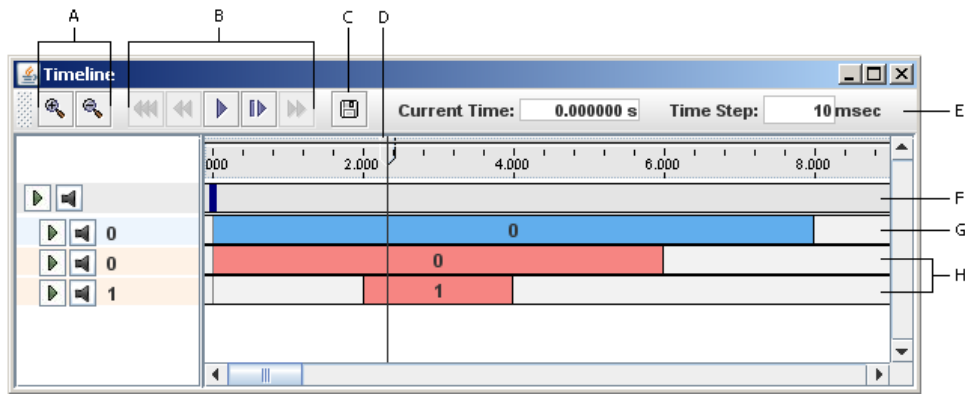 A B C D
Timeline
Current Time: 0.000000 s Time Step: 10 msec E
000 2.000 4.000 6.000 8.000
F
0 0 G
0 0 H
1 1